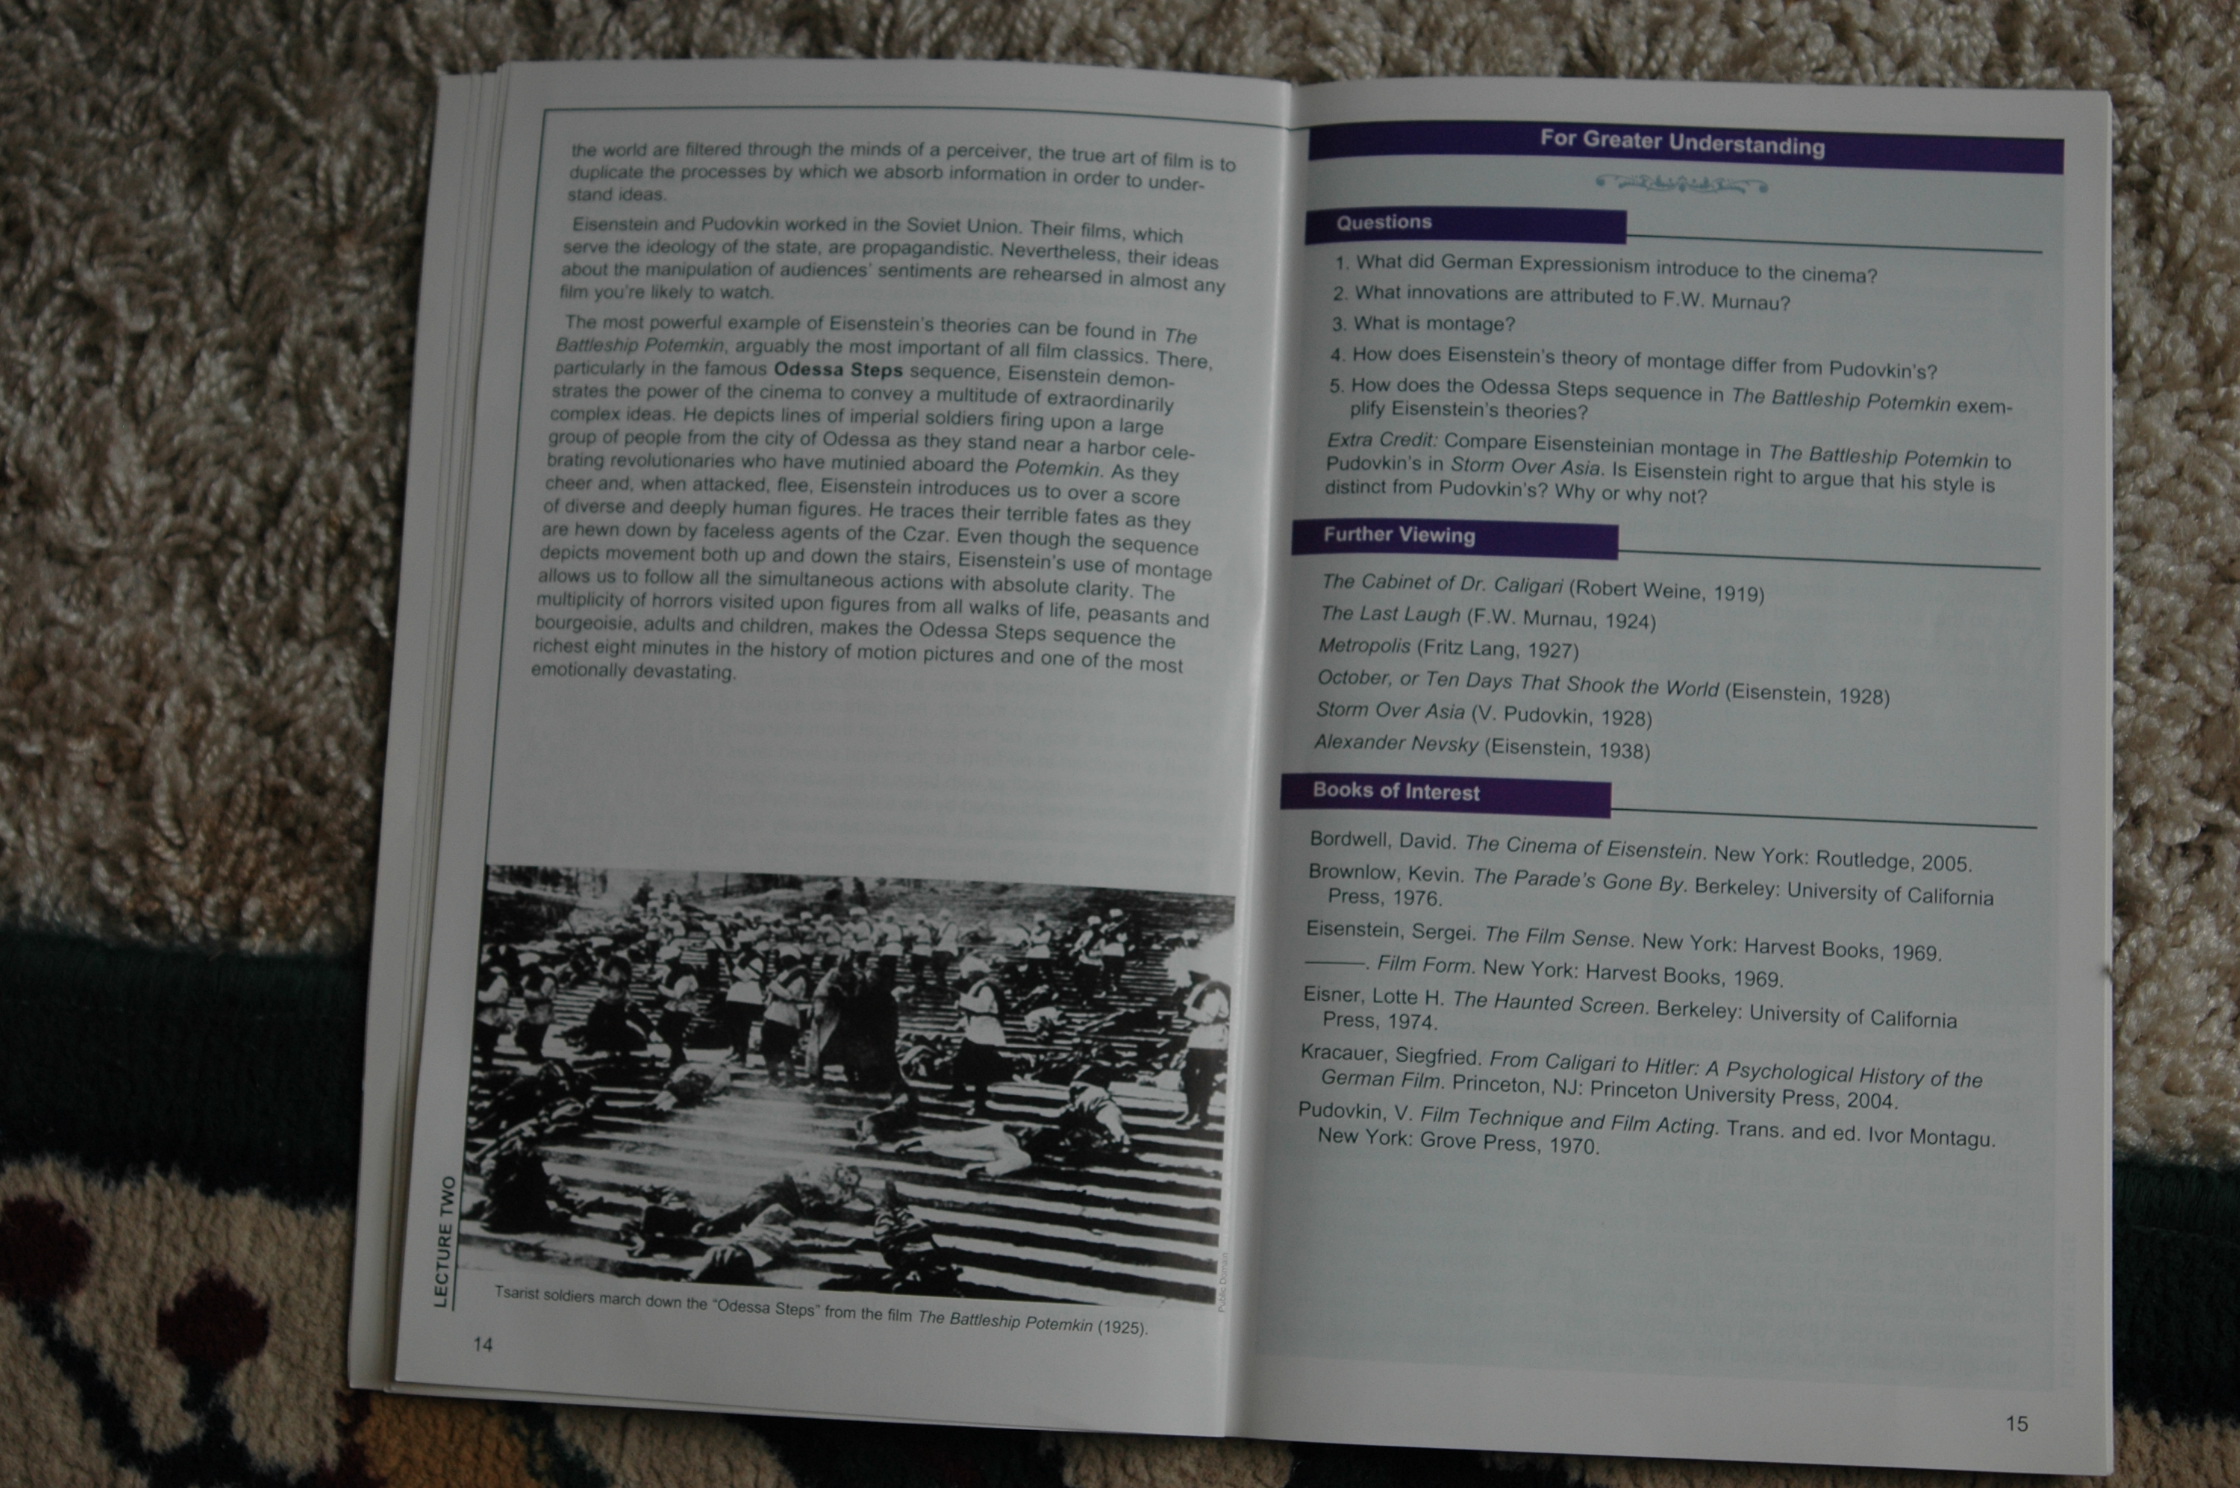 the world are filtered through the minds of a perceiver, the true art of film is to
duplicate the processes by which we absorb information in order to under-
stand ideas.
Eisenstein and Pudovkin worked in the Soviet Union. Their films, which
serve the ideology of the state, are propagandistic. Nevertheless, their ideas
about the manipulation of audiences' sentiments are rehearsed in almost any
film you're likely to watch.
The most powerful example of Eisenstein's theories can be found in The
Battleship Potemkin, arguably the most important of all film classics. There,
particularly in the famous Odessa Steps sequence, Eisenstein demon-
strates the power of the cinema to convey a multitude of extraordinarily
complex ideas. He depicts lines of imperial soldiers firing upon a large
group of people from the city of Odessa as they stand near a harbor cele-
brating revolutionaries who have mutinied aboard the Potemkin. As they
cheer and, when attacked, flee, Eisenstein introduces us to over a score
of diverse and deeply human figures. He traces their terrible fates as they
are hewn down by faceless agents of the Czar. Even though the sequence
depicts movement both up and down the stairs, Eisenstein's use of montage
allows us to follow all the simultaneous actions with absolute clarity. The
multiplicity of horrors visited upon figures from all walks of life, peasants and
bourgeoisie, adults and children, makes the Odessa Steps sequence the
richest eight minutes in the history of motion pictures and one of the most
emotionally devastating.
Public Domain
LECTURE TWO
Tsarist soldiers march down the "Odessa Steps" from the film The Battleship Potemkin (1925).
14
For Greater Understanding
Questions
1. What did German Expressionism introduce to the cinema?
2. What innovations are attributed to F.W. Murnau?
3. What is montage?
4. How does Eisenstein's theory of montage differ from Pudovkin's?
5. How does the Odessa Steps sequence in The Battleship Potemkin exem-
plify Eisenstein's theories?
Extra Credit: Compare Eisensteinian montage in The Battleship Potemkin to
Pudovkin's in Storm Over Asia. Is Eisenstein right to argue that his style is
distinct from Pudovkin's? Why or why not?
Further Viewing
The Cabinet of Dr. Caligari (Robert Weine, 1919)
The Last Laugh (F.W. Murnau, 1924)
Metropolis (Fritz Lang, 1927)
October, or Ten Days That Shook the World (Eisenstein, 1928)
Storm Over Asia (V. Pudovkin, 1928)
Alexander Nevsky (Eisenstein, 1938)
Books of Interest
Bordwell, David. The Cinema of Eisenstein. New York: Routledge, 2005.
Brownlow, Kevin. The Parade's Gone By. Berkeley: University of California
Press, 1976.
Eisenstein, Sergei. The Film Sense. New York: Harvest Books, 1969.
———. Film Form. New York: Harvest Books, 1969.
Eisner, Lotte H. The Haunted Screen. Berkeley: University of California
Press, 1974.
Kracauer, Siegfried. From Caligari to Hitler: A Psychological History of the
German Film. Princeton, NJ: Princeton University Press, 2004.
Pudovkin, V. Film Technique and Film Acting. Trans. and ed. Ivor Montagu.
New York: Grove Press, 1970.
15